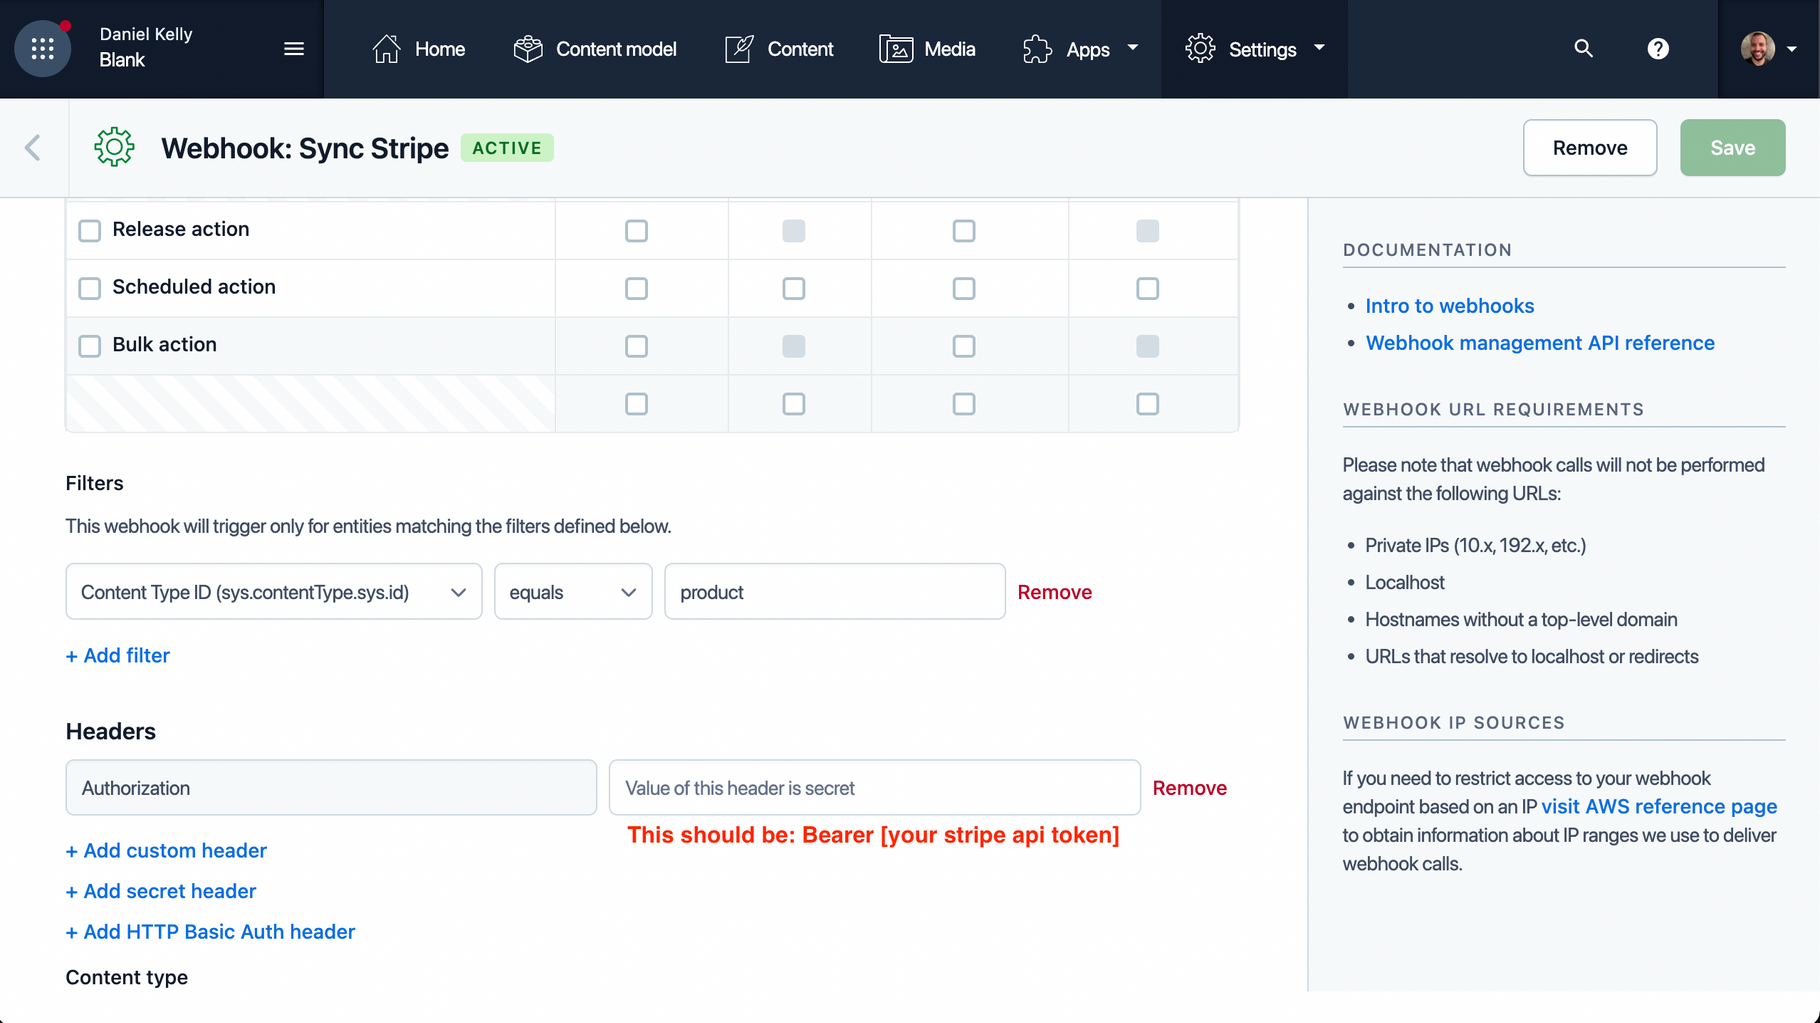 Daniel Kelly
Blank
Home
Content model
Content
Media
Apps
Settings
Webhook: Sync Stripe
ACTIVE
Remove
Save
Release action
Scheduled action
Bulk action
Filters
This webhook will trigger only for entities matching the filters defined below.
Content Type ID (sys.contentType.sys.id)
equals
product
Remove
+ Add filter
Headers
Authorization
Value of this header is secret
Remove
This should be: Bearer [your stripe api token]
+ Add custom header
+ Add secret header
+ Add HTTP Basic Auth header
Content type
DOCUMENTATION
• Intro to webhooks
• Webhook management API reference
WEBHOOK URL REQUIREMENTS
Please note that webhook calls will not be performed
against the following URLs:
• Private IPs (10.x, 192.x, etc.)
• Localhost
• Hostnames without a top-level domain
• URLs that resolve to localhost or redirects
WEBHOOK IP SOURCES
If you need to restrict access to your webhook
endpoint based on an IP visit AWS reference page
to obtain information about IP ranges we use to deliver
webhook calls.